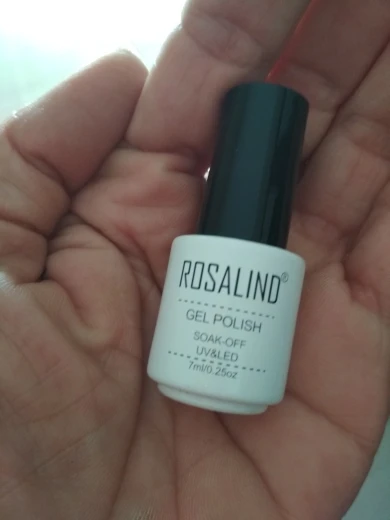 ROSALIND®
GEL POLISH
SOAK-OFF
UV&LED
7ml/0.25oz